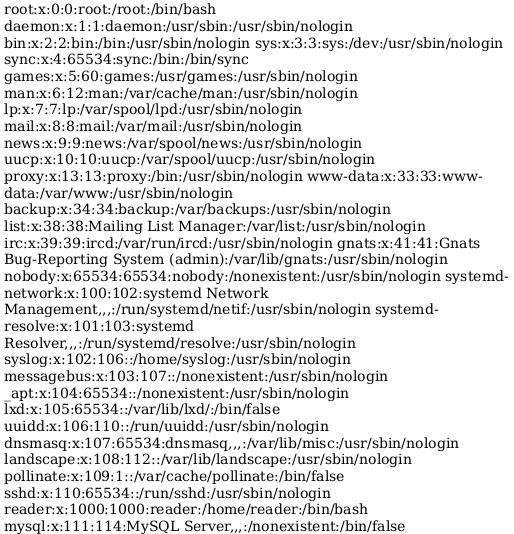 root:x:0:0:root:/root:/bin/bash
daemon:x:1:1:daemon:/usr/sbin:/usr/sbin/nologin
bin:x:2:2:bin:/bin:/usr/sbin/nologin sys:x:3:3:sys:/dev:/usr/sbin/nologin
sync:x:4:65534:sync:/bin:/bin/sync
games:x:5:60:games:/usr/games:/usr/sbin/nologin
man:x:6:12:man:/var/cache/man:/usr/sbin/nologin
lp:x:7:7:lp:/var/spool/lpd:/usr/sbin/nologin
mail:x:8:8:mail:/var/mail:/usr/sbin/nologin
news:x:9:9:news:/var/spool/news:/usr/sbin/nologin
uucp:x:10:10:uucp:/var/spool/uucp:/usr/sbin/nologin
proxy:x:13:13:proxy:/bin:/usr/sbin/nologin www-data:x:33:33:www-
data:/var/www:/usr/sbin/nologin
backup:x:34:34:backup:/var/backups:/usr/sbin/nologin
list:x:38:38:Mailing List Manager:/var/list:/usr/sbin/nologin
irc:x:39:39:ircd:/var/run/ircd:/usr/sbin/nologin gnats:x:41:41:Gnats
Bug-Reporting System (admin):/var/lib/gnats:/usr/sbin/nologin
nobody:x:65534:65534:nobody:/nonexistent:/usr/sbin/nologin systemd-
network:x:100:102:systemd Network
Management,,,:/run/systemd/netif:/usr/sbin/nologin systemd-
resolve:x:101:103:systemd
Resolver,,,:/run/systemd/resolve:/usr/sbin/nologin
syslog:x:102:106::/home/syslog:/usr/sbin/nologin
messagebus:x:103:107::/nonexistent:/usr/sbin/nologin
_apt:x:104:65534::/nonexistent:/usr/sbin/nologin
lxd:x:105:65534::/var/lib/lxd/:/bin/false
uuidd:x:106:110::/run/uuidd:/usr/sbin/nologin
dnsmasq:x:107:65534:dnsmasq,,,:/var/lib/misc:/usr/sbin/nologin
landscape:x:108:112::/var/lib/landscape:/usr/sbin/nologin
pollinate:x:109:1::/var/cache/pollinate:/bin/false
sshd:x:110:65534::/run/sshd:/usr/sbin/nologin
reader:x:1000:1000:reader:/home/reader:/bin/bash
mysql:x:111:114:MySQL Server,,,:/nonexistent:/bin/false